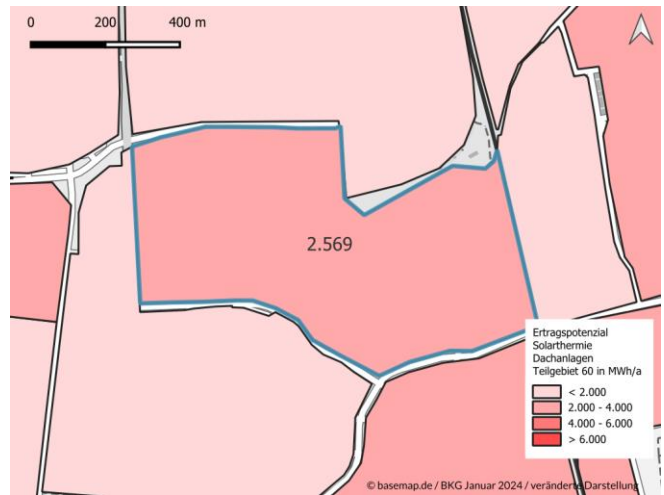 0 200 400 m
2.569
Ertragspotenzial
Solarthermie
Dachanlagen
Teilgebiet 60 in MWh/a
< 2.000
2.000 - 4.000
4.000 - 6.000
> 6.000
© basemap.de / BKG Januar 2024 / veränderte Darstellung